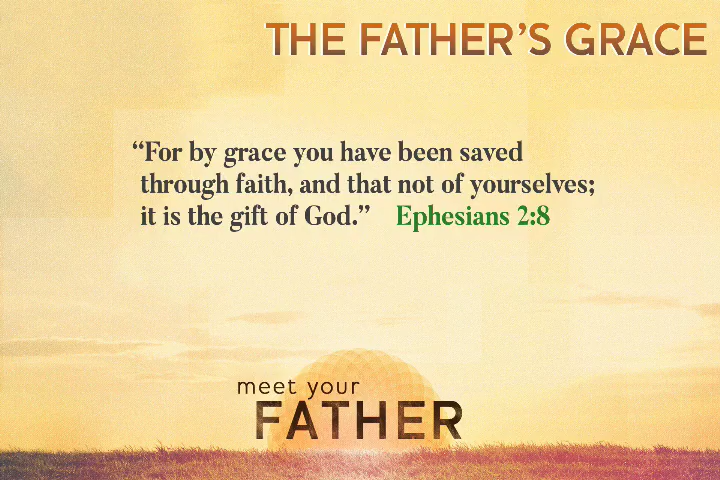 THE FATHER’S GRACE
“For by grace you have been saved
through faith, and that not of yourselves;
it is the gift of God.” Ephesians 2:8
meet your
FATHER